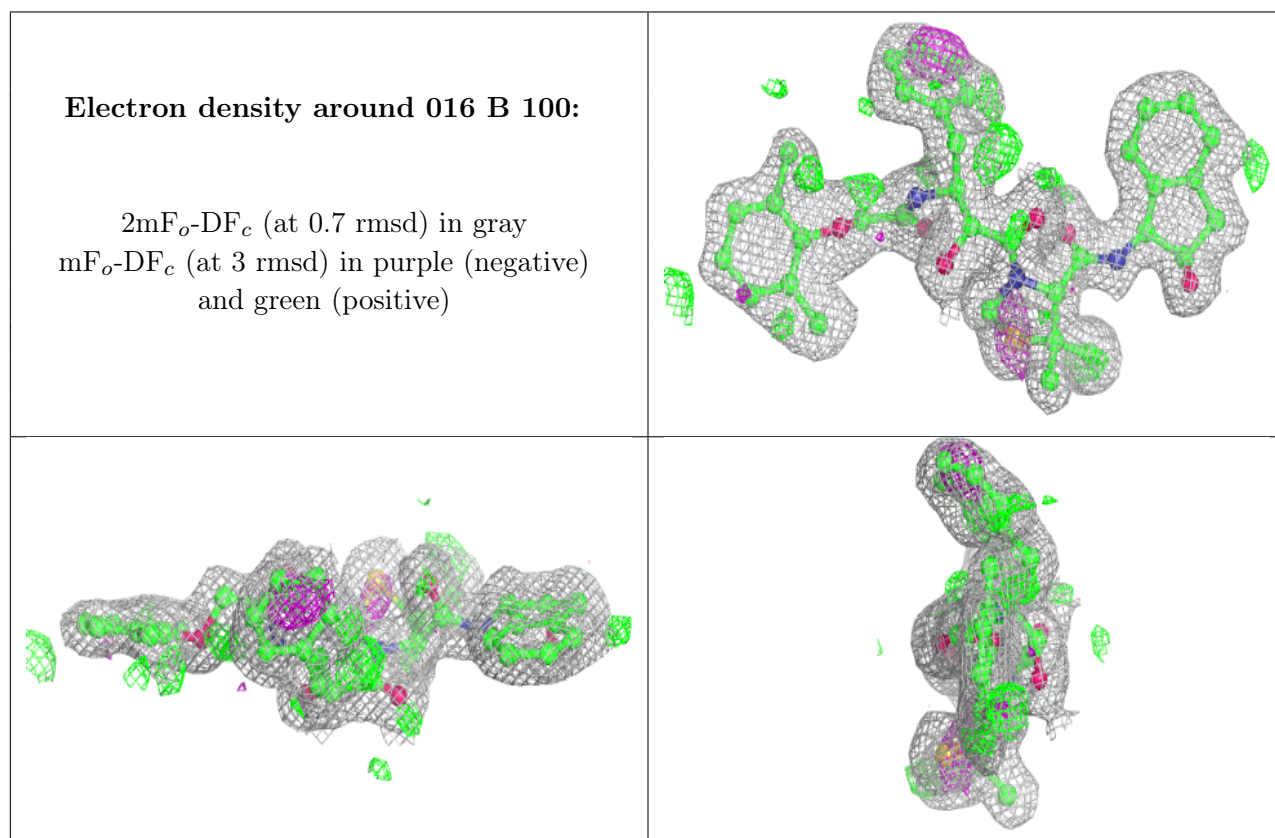 Electron density around 016 B 100:
2mFo-DFc (at 0.7 rmsd) in gray
mFo-DFc (at 3 rmsd) in purple (negative)
and green (positive)